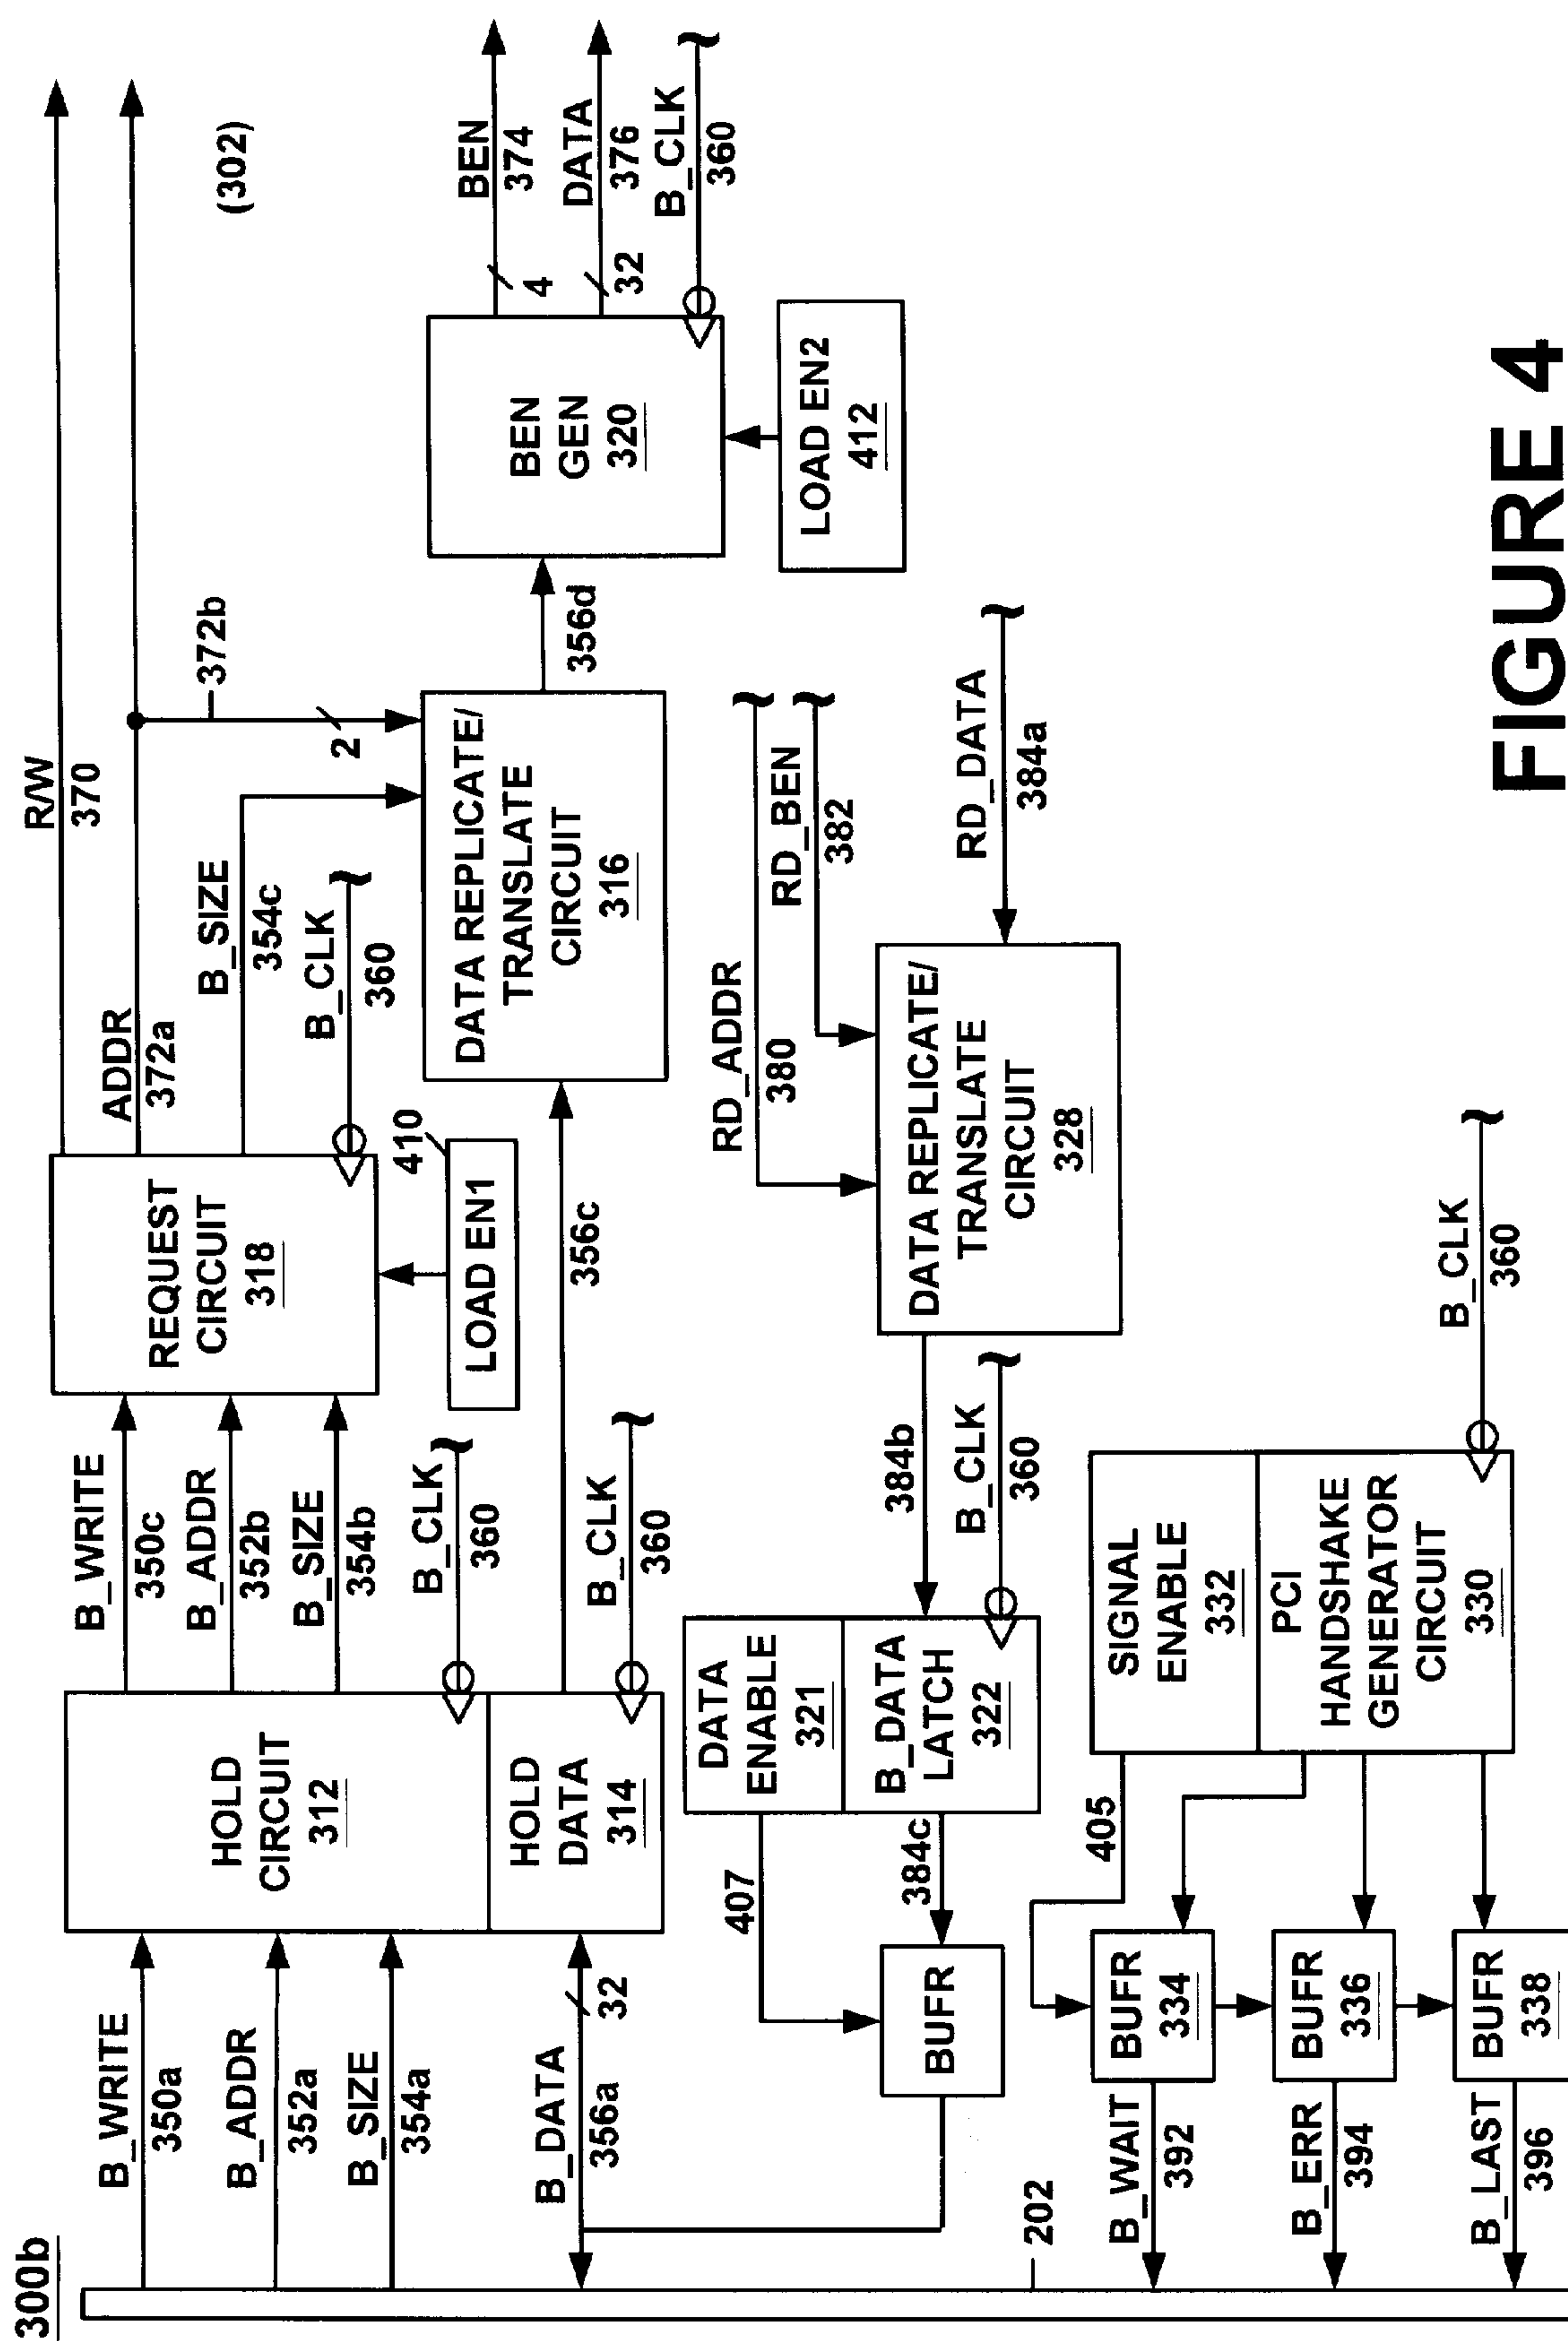 300b
R/W
370
ADDR
372a
(302)
B_WRITE
350a
B_ADDR
352a
B_SIZE
354a
B_DATA
356a
32
HOLD
CIRCUIT
312
HOLD
DATA
314
B_WRITE
350c
B_ADDR
352b
B_SIZE
354b
B_CLK
360
B_CLK
360
REQUEST
CIRCUIT
318
410
LOAD EN1
B_SIZE
354c
B_CLK
360
356c
372b
2
DATA REPLICATE/
TRANSLATE
CIRCUIT
316
356d
BEN
GEN
320
LOAD EN2
412
4
BEN
374
32
DATA
376
B_CLK
360
RD_ADDR
380
RD_BEN
382
RD_DATA
384a
DATA REPLICATE/
TRANSLATE
CIRCUIT
328
384b
B_CLK
360
DATA
ENABLE
321
B_DATA
LATCH
322
407
384c
BUFR
202
SIGNAL
ENABLE
332
PCI
HANDSHAKE
GENERATOR
CIRCUIT
330
B_CLK
360
405
BUFR
334
BUFR
336
BUFR
338
B_WAIT
392
B_ERR
394
B_LAST
396
FIGURE 4